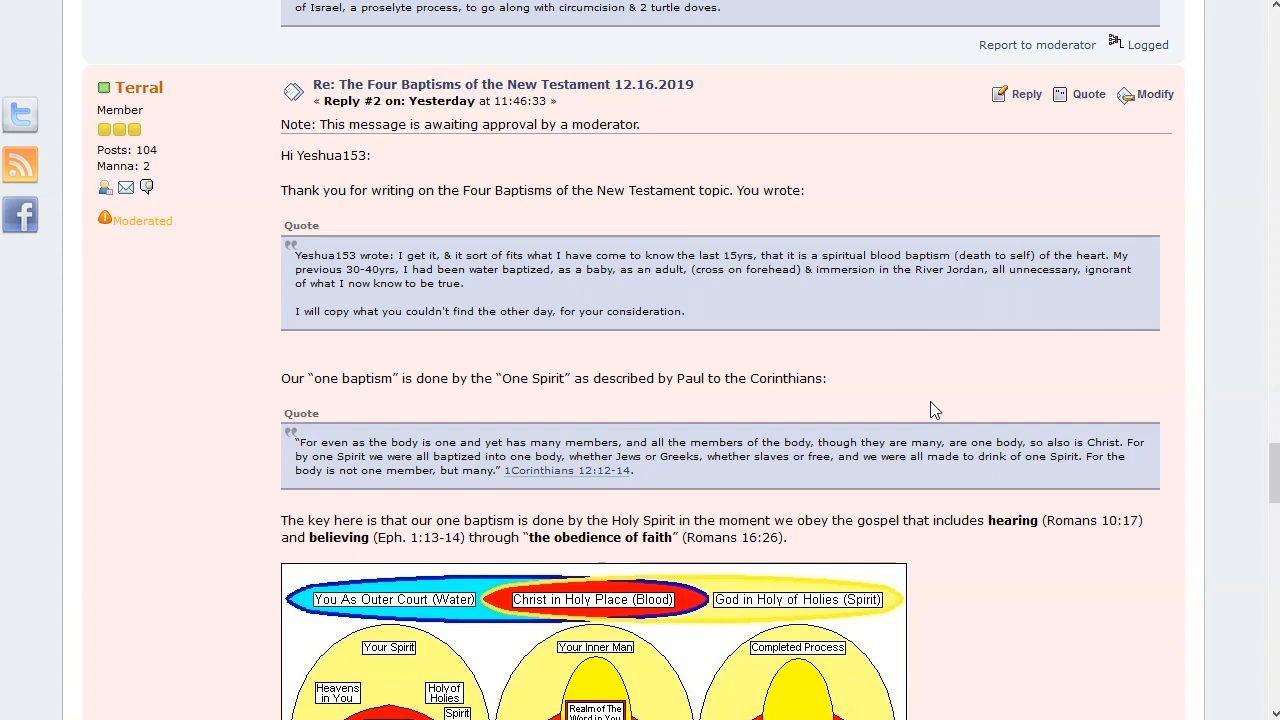 of Israel, a proselyte process, to go along with circumcision & 2 turtle doves.
Report to moderator Logged
Terral
Member
Posts: 104
Manna: 2
Moderated
Re: The Four Baptisms of the New Testament 12.16.2019
« Reply #2 on: Yesterday at 11:46:33 »
Reply Quote Modify
Note: This message is awaiting approval by a moderator.
Hi Yeshua153:
Thank you for writing on the Four Baptisms of the New Testament topic. You wrote:
Quote
Yeshua153 wrote: I get it, & it sort of fits what I have come to know the last 15yrs, that it is a spiritual blood baptism (death to self) of the heart. My
previous 30-40yrs, I had been water baptized, as a baby, as an adult, (cross on forehead) & immersion in the River Jordan, all unnecessary, ignorant
of what I now know to be true.
I will copy what you couldn't find the other day, for your consideration.
Our “one baptism” is done by the “One Spirit” as described by Paul to the Corinthians:
Quote
“For even as the body is one and yet has many members, and all the members of the body, though they are many, are one body, so also is Christ. For
by one Spirit we were all baptized into one body, whether Jews or Greeks, whether slaves or free, and we were all made to drink of one Spirit. For the
body is not one member, but many.” 1Corinthians 12:12-14.
The key here is that our one baptism is done by the Holy Spirit in the moment we obey the gospel that includes hearing (Romans 10:17)
and believing (Eph. 1:13-14) through “the obedience of faith” (Romans 16:26).
You As Outer Court (Water) Christ in Holy Place (Blood) God in Holy of Holies (Spirit)
Your Spirit Your Inner Man Completed Process
Heavens
in You
Holy of
Holies
Spirit
Realm of The
Word in You